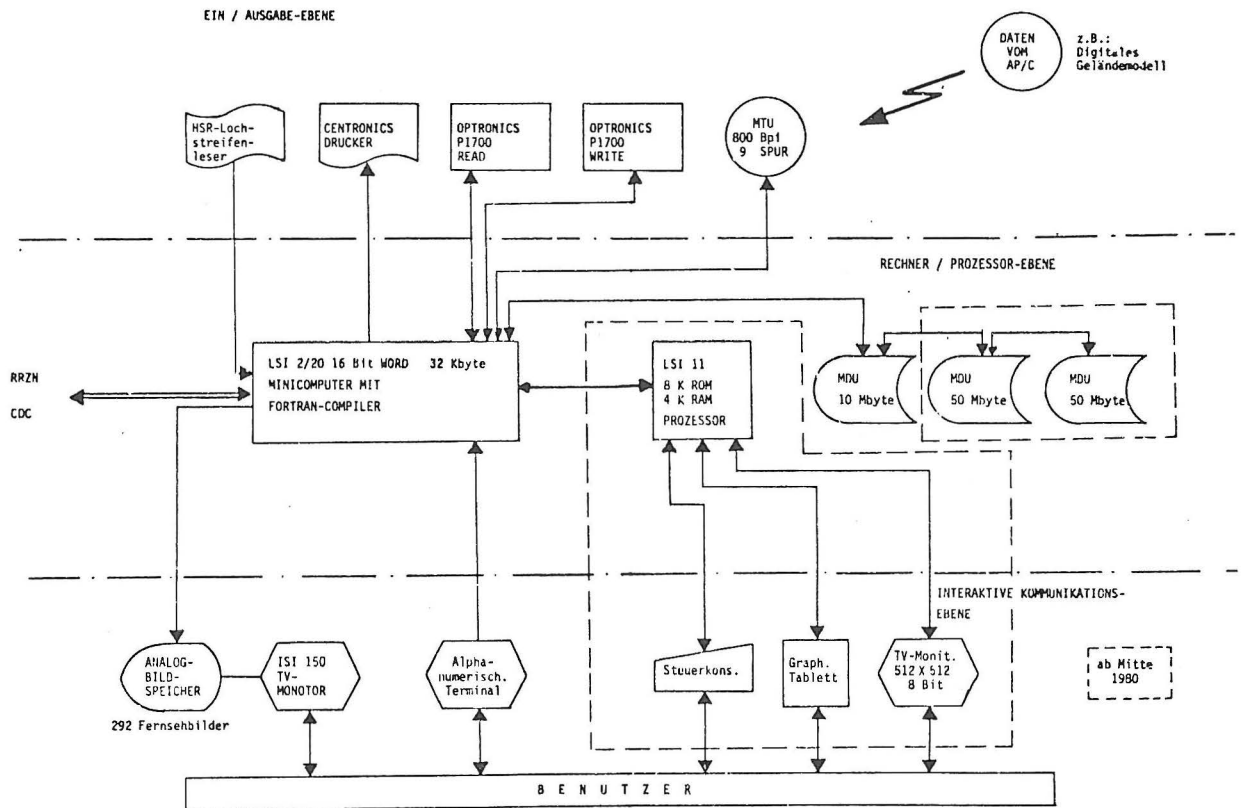 EIN / AUSGABE-EBENE
DATEN
VOM
AP/C
z.B.:
Digitales
Geländemodell
HSR-Loch-
streifen-
leser
CENTRONICS
DRUCKER
OPTRONICS
P1700
READ
OPTRONICS
P1700
WRITE
MTU
800 Bpi
9 SPUR
RECHNER / PROZESSOR-EBENE
LSI 2/20 16 Bit WORD 32 Kbyte
MINICOMPUTER MIT
FORTRAN-COMPILER
RRZN
CDC
LSI 11
8 K ROM
4 K RAM
PROZESSOR
MDU
10 Mbyte
MDU
50 Mbyte
MDU
50 Mbyte
INTERAKTIVE KOMMUNIKATIONS-
EBENE
ANALOG-
BILD-
SPEICHER
292 Fernsehbilder
ISI 150
TV-
MONOTOR
Alpha-
numerisch.
Terminal
Steuerkons.
Graph.
Tablett
TV-Monit.
512 X 512
8 Bit
ab Mitte
1980
B E N U T Z E R